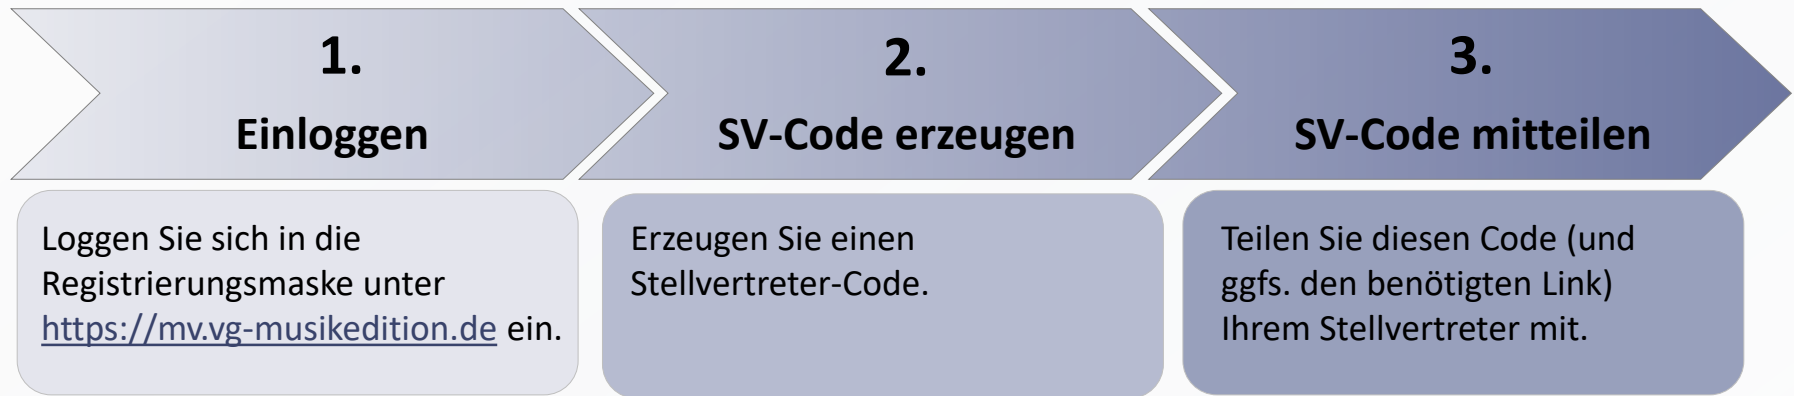 1.
Einloggen
2.
SV-Code erzeugen
3.
SV-Code mitteilen
Loggen Sie sich in die
Registrierungsmaske unter
https://mv.vg-musikedition.de ein.
Erzeugen Sie einen
Stellvertreter-Code.
Teilen Sie diesen Code (und
ggfs. den benötigten Link)
Ihrem Stellvertreter mit.